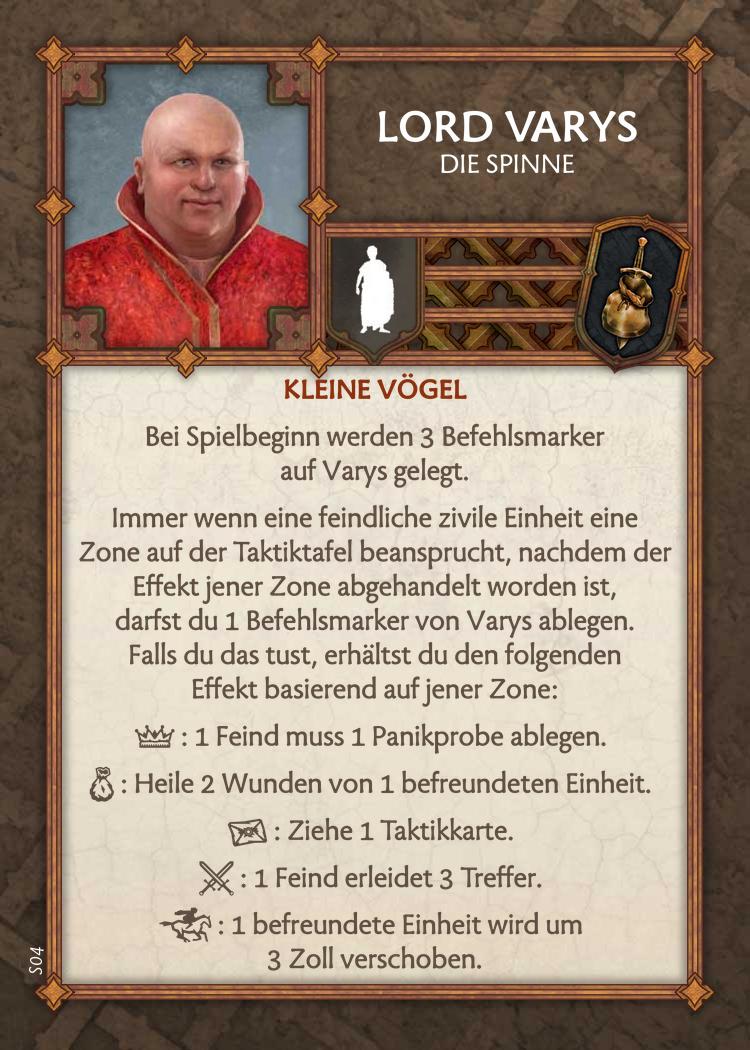 LORD VARYS
DIE SPINNE
KLEINE VÖGEL
Bei Spielbeginn werden 3 Befehlsmarker
auf Varys gelegt.
Immer wenn eine feindliche zivile Einheit eine
Zone auf der Taktiktafel beansprucht, nachdem der
Effekt jener Zone abgehandelt worden ist,
darfst du 1 Befehlsmarker von Varys ablegen.
Falls du das tust, erhältst du den folgenden
Effekt basierend auf jener Zone:
: 1 Feind muss 1 Panikprobe ablegen.
: Heile 2 Wunden von 1 befreundeten Einheit.
: Ziehe 1 Taktikkarte.
: 1 Feind erleidet 3 Treffer.
: 1 befreundete Einheit wird um
3 Zoll verschoben.
S04